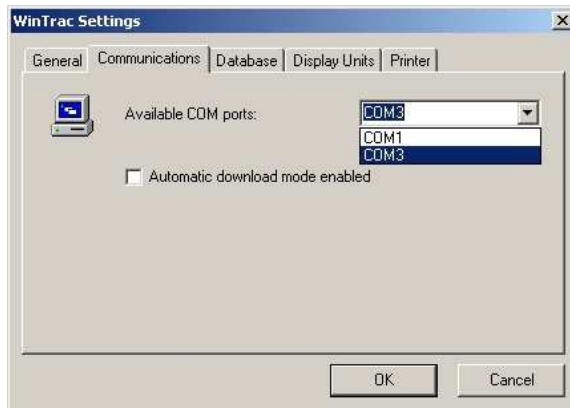 WinTrac Settings
General Communications Database Display Units Printer
Available COM ports: COM3
COM1
COM3
Automatic download mode enabled
OK Cancel